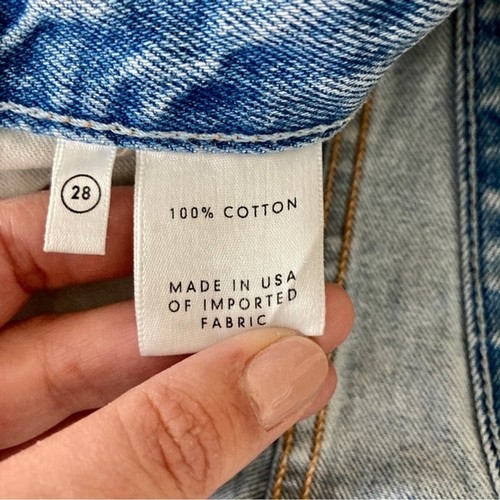 28
100% COTTON
MADE IN USA
OF IMPORTED
FABRIC